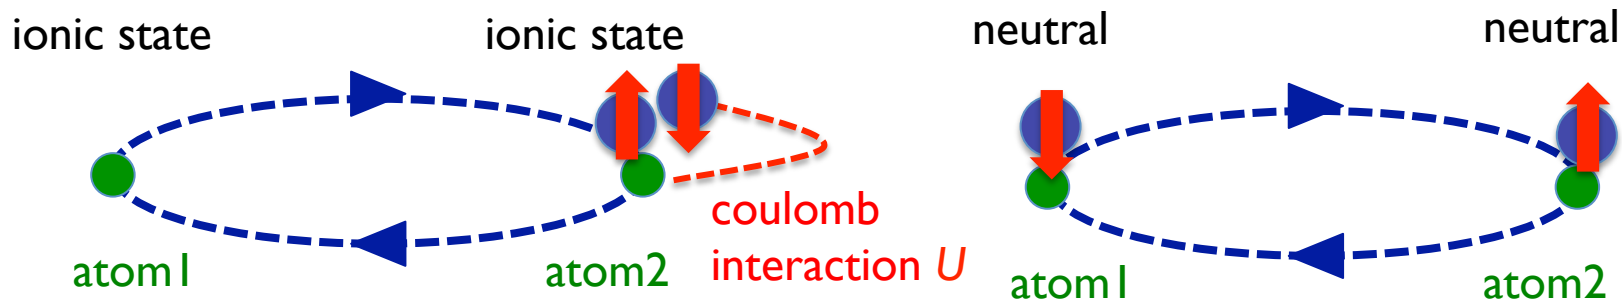 ionic state
ionic state
neutral
neutral
coulomb
interaction U
atom1
atom2
atom1
atom2